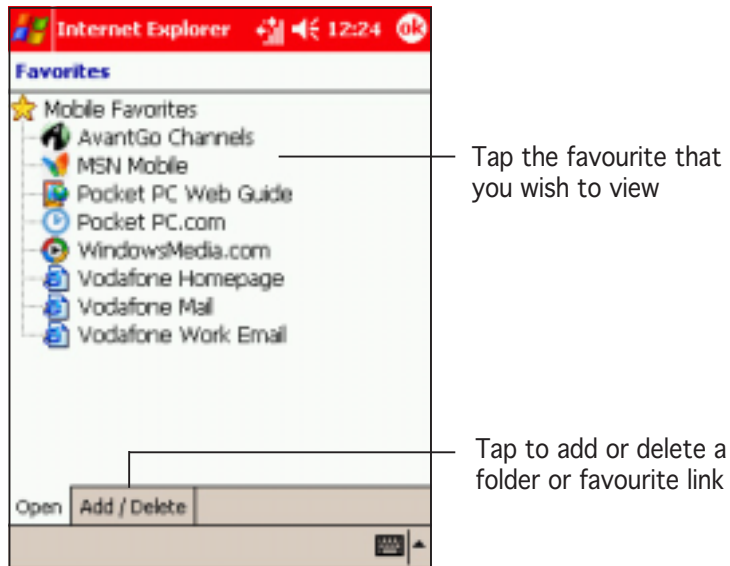 Internet Explorer 12:24 ok
Favorites
Mobile Favorites
AvantGo Channels
MSN Mobile
Pocket PC Web Guide
Pocket PC.com
WindowsMedia.com
Vodafone Homepage
Vodafone Mail
Vodafone Work Email
Tap the favourite that
you wish to view
Tap to add or delete a
folder or favourite link
Open Add / Delete